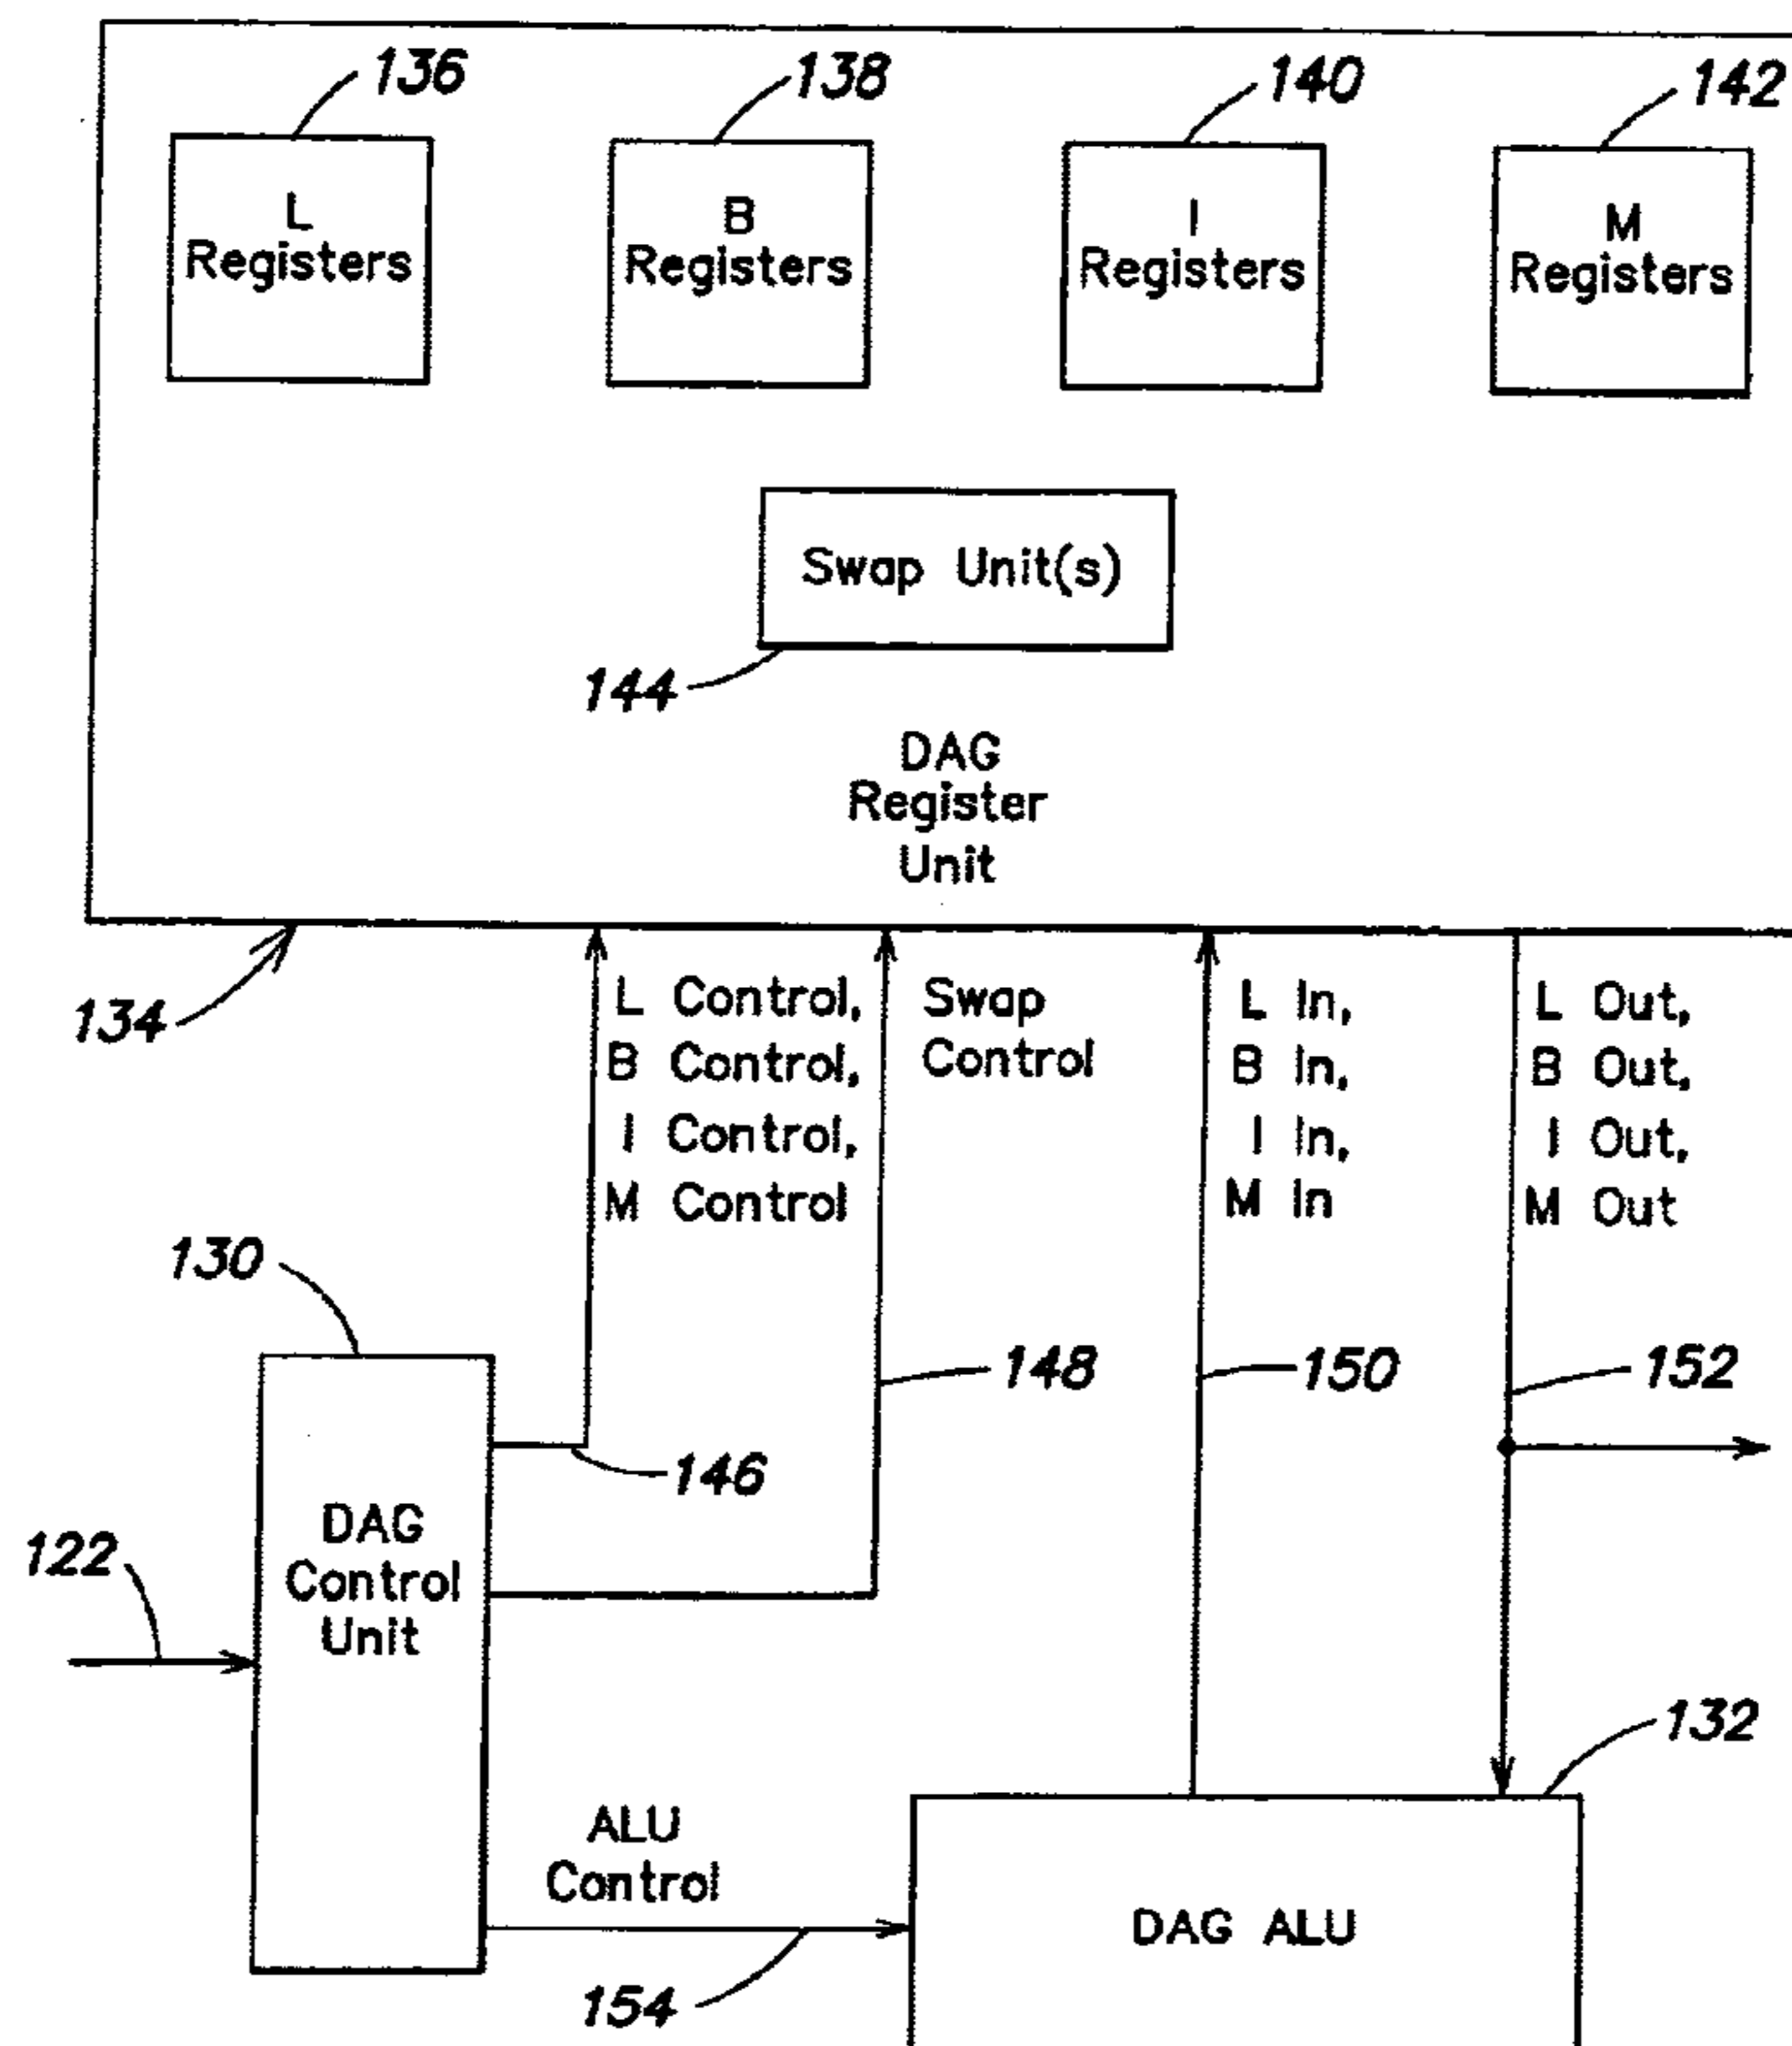 136
138
140
142
L
Registers
B
Registers
I
Registers
M
Registers
Swap Unit(s)
144
DAG
Register
Unit
134
L Control,
B Control,
I Control,
M Control
Swap
Control
L In,
B In,
I In,
M In
L Out,
B Out,
I Out,
M Out
130
148
150
152
146
DAG
Control
Unit
122
132
ALU
Control
154
DAG ALU